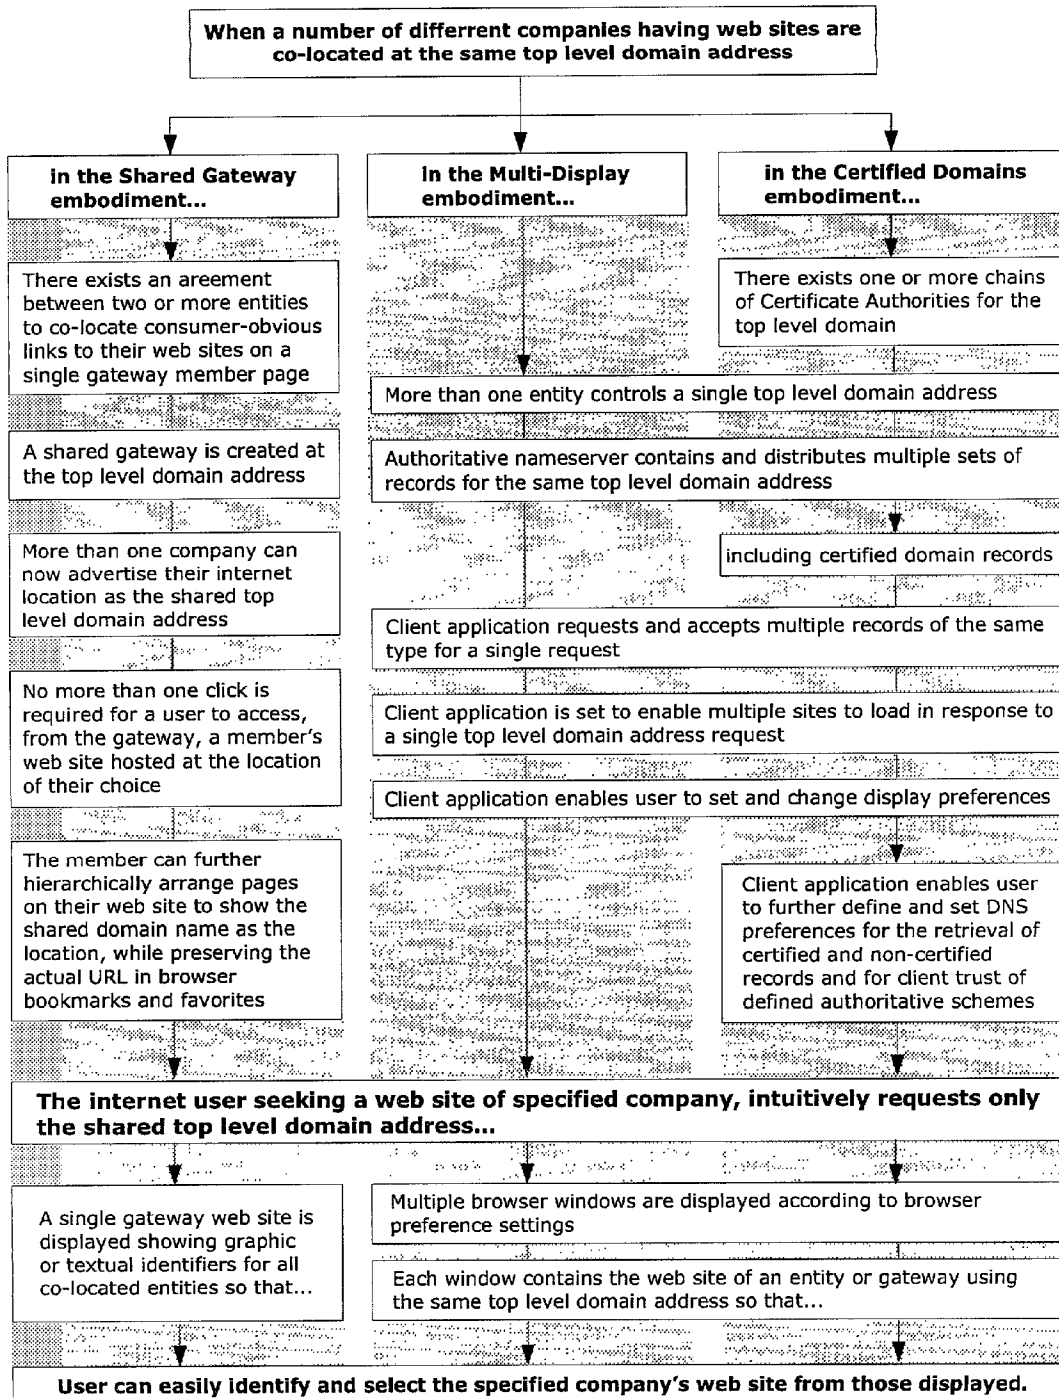 When a number of differrent companies having web sites are
co-located at the same top level domain address
in the Shared Gateway
embodiment...
in the Multi-Display
embodiment...
in the Certified Domains
embodiment...
There exists an areement
between two or more entities
to co-locate consumer-obvious
links to their web sites on a
single gateway member page
There exists one or more chains
of Certificate Authorities for the
top level domain
More than one entity controls a single top level domain address
A shared gateway is created at
the top level domain address
Authoritative nameserver contains and distributes multiple sets of
records for the same top level domain address
More than one company can
now advertise their internet
location as the shared top
level domain address
including certified domain records
Client application requests and accepts multiple records of the same
type for a single request
No more than one click is
required for a user to access,
from the gateway, a member's
web site hosted at the location
of their choice
Client application is set to enable multiple sites to load in response to
a single top level domain address request
Client application enables user to set and change display preferences
The member can further
hierarchically arrange pages
on their web site to show the
shared domain name as the
location, while preserving the
actual URL in browser
bookmarks and favorites
Client application enables user
to further define and set DNS
preferences for the retrieval of
certified and non-certified
records and for client trust of
defined authoritative schemes
The internet user seeking a web site of specified company, intuitively requests only
the shared top level domain address...
A single gateway web site is
displayed showing graphic
or textual identifiers for all
co-located entities so that...
Multiple browser windows are displayed according to browser
preference settings
Each window contains the web site of an entity or gateway using
the same top level domain address so that...
User can easily identify and select the specified company's web site from those displayed.